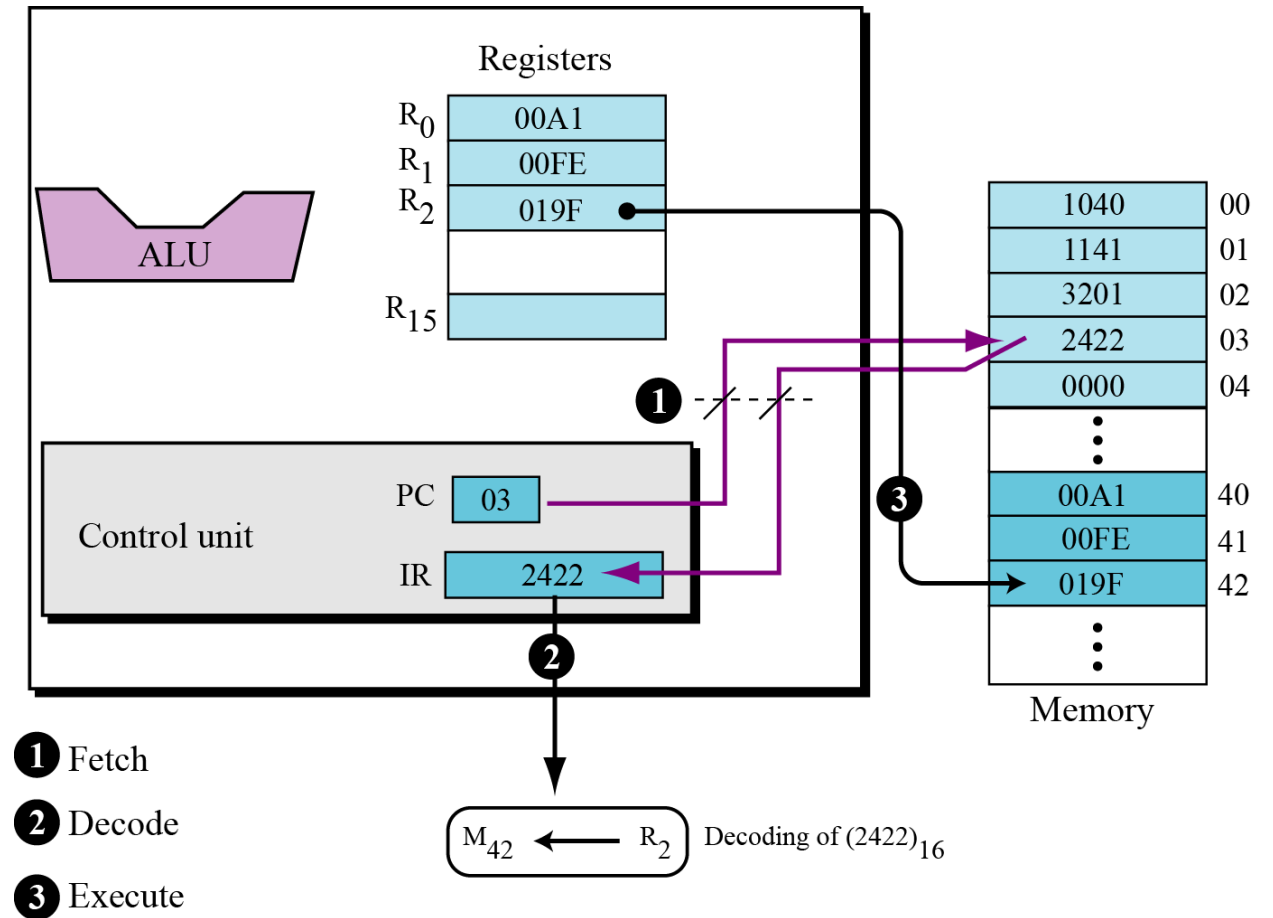 Registers
R0 00A1
R1 00FE
R2 019F
R15
ALU
1040 00
1141 01
3201 02
2422 03
0000 04
00A1 40
00FE 41
019F 42
Memory
1
3
Control unit
PC 03
IR 2422
2
1 Fetch
2 Decode
3 Execute
M42 R2 Decoding of (2422)16